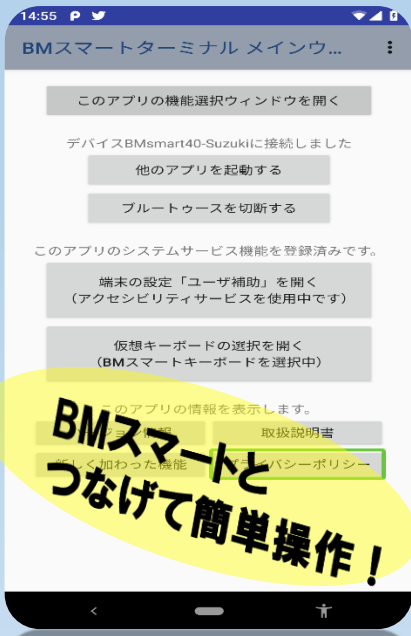 14:55
BMスマートターミナル メインウ...
このアプリの機能選択ウィンドウを開く
デバイスBMsmart40-Suzukiに接続しました
他のアプリを起動する
ブルートゥースを切断する
このアプリのシステムサービス機能を登録済みです。
端末の設定「ユーザ補助」を開く
(アクセシビリティサービスを使用中です)
仮想キーボードの選択を開く
(BMスマートキーボードを選択中)
このアプリの情報を表示します。
取扱説明書
新しく加わった機能
プライバシーポリシー
BMスマートと
つなげて簡単操作!